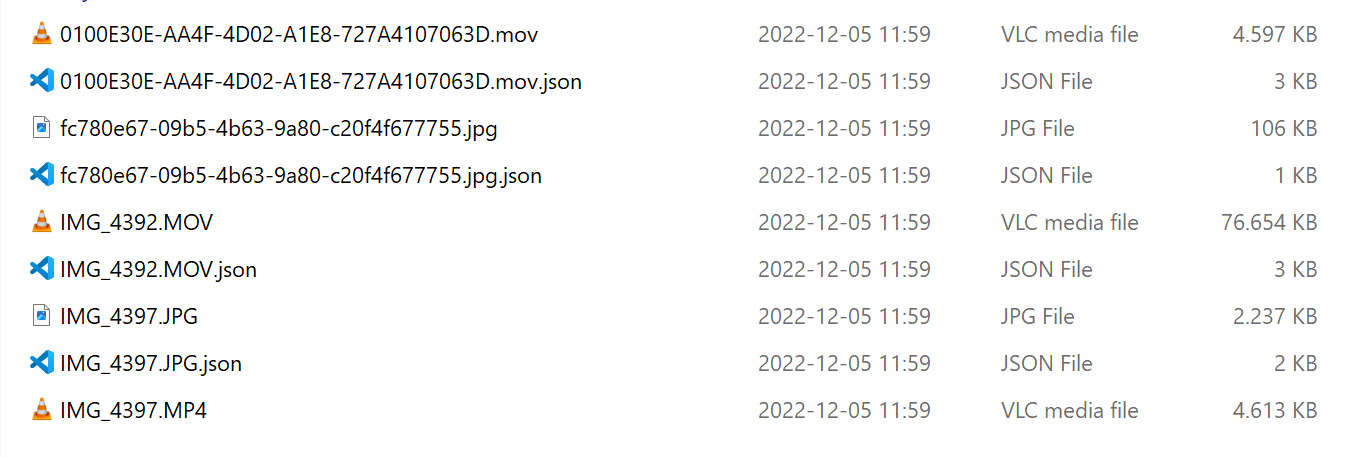 0100E30E-AA4F-4D02-A1E8-727A4107063D.mov 2022-12-05 11:59 VLC media file 4.597 KB
0100E30E-AA4F-4D02-A1E8-727A4107063D.mov.json 2022-12-05 11:59 JSON File 3 KB
fc780e67-09b5-4b63-9a80-c20f4f677755.jpg 2022-12-05 11:59 JPG File 106 KB
fc780e67-09b5-4b63-9a80-c20f4f677755.jpg.json 2022-12-05 11:59 JSON File 1 KB
IMG_4392.MOV 2022-12-05 11:59 VLC media file 76.654 KB
IMG_4392.MOV.json 2022-12-05 11:59 JSON File 3 KB
IMG_4397.JPG 2022-12-05 11:59 JPG File 2.237 KB
IMG_4397.JPG.json 2022-12-05 11:59 JSON File 2 KB
IMG_4397.MP4 2022-12-05 11:59 VLC media file 4.613 KB